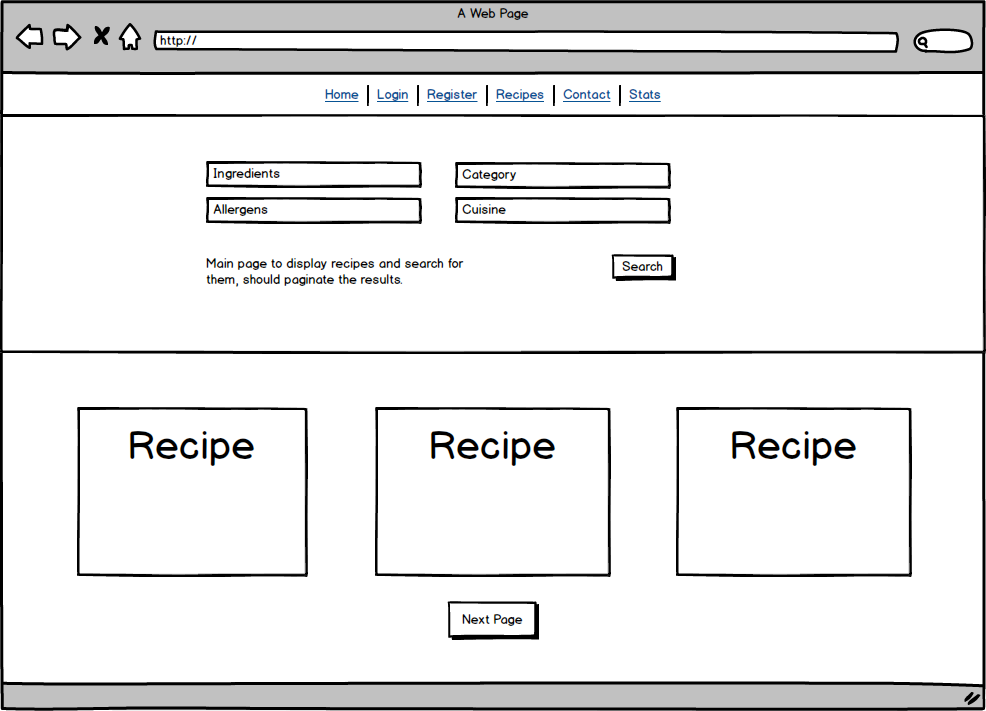 A Web Page
http://
Home Login Register Recipes Contact Stats
Ingredients Category
Allergens Cuisine
Main page to display recipes and search for
them, should paginate the results.
Search
Recipe Recipe Recipe
Next Page